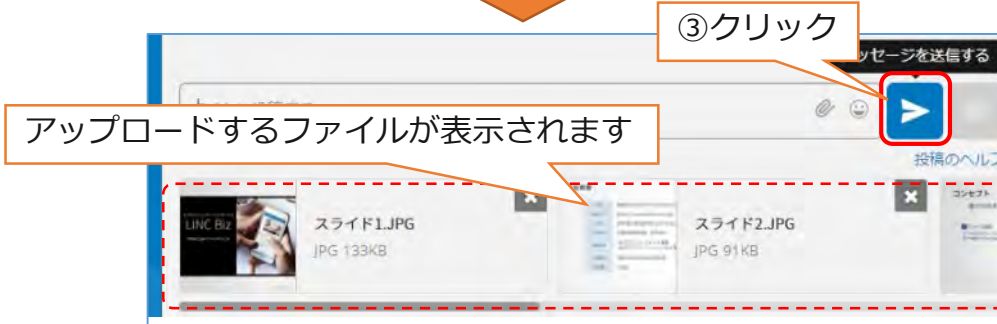 ③クリック
ッセージを送信する
アップロードするファイルが表示されます
投稿のヘルプ
LINC Biz
スライド1.JPG
JPG 133KB
スライド2.JPG
JPG 91KB
コンセプト